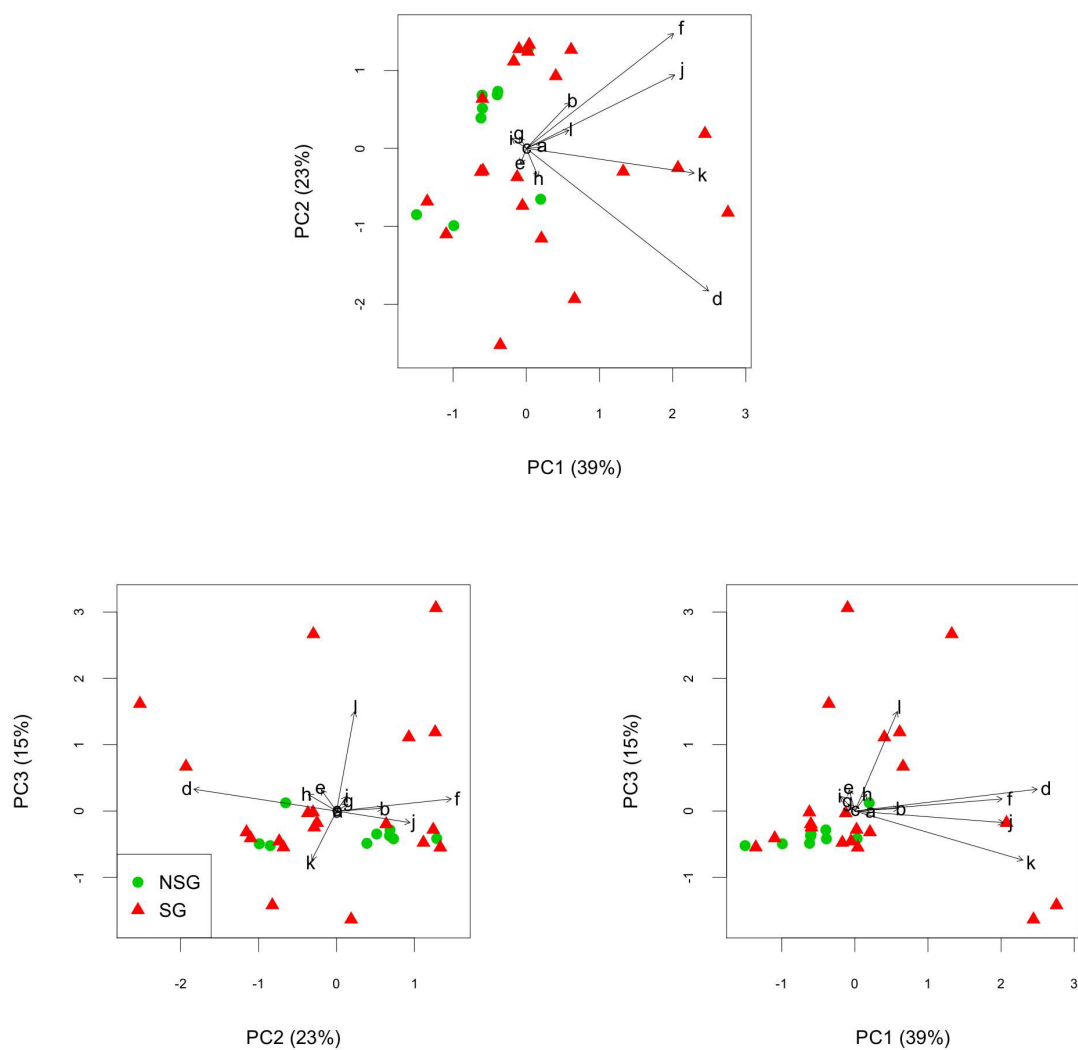 f
j
b
l
g
i
c
a
e
k
h
d
1
0
-1
-2
PC2 (23%)
-1 0 1 2 3
PC1 (39%)
3
2
1
0
-1
PC3 (15%)
l
d
h
e
i
g
a
b
f
j
k
NSG
SG
-2 -1 0 1
PC2 (23%)
3
2
1
0
-1
PC3 (15%)
l
e
i
g
h
c
a
b
d
f
j
k
-1 0 1 2 3
PC1 (39%)